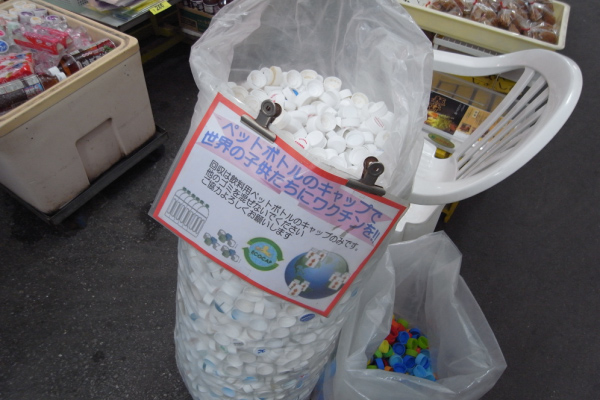 ペットボトルのキャップで
世界の子供たちにワクチンを!!
回収は飲料用ペットボトルのキャップのみです。
他のゴミを混ぜないでください
ご協力よろしくお願いします
ECOCAP